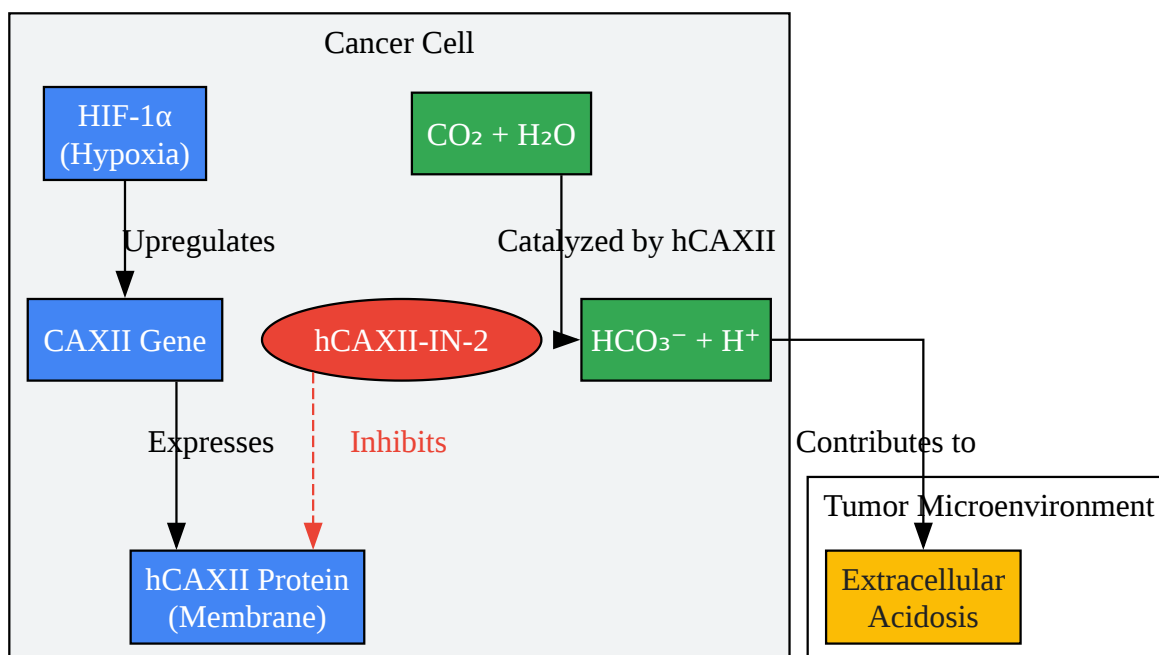 Cancer Cell
HIF-1α
(Hypoxia)
CO₂ + H₂O
Upregulates
Catalyzed by hCAXII
CAXII Gene
hCAXII-IN-2
HCO₃⁻ + H⁺
Expresses
Inhibits
Contributes to
Tumor Microenvironment
hCAXII Protein
(Membrane)
Extracellular
Acidosis